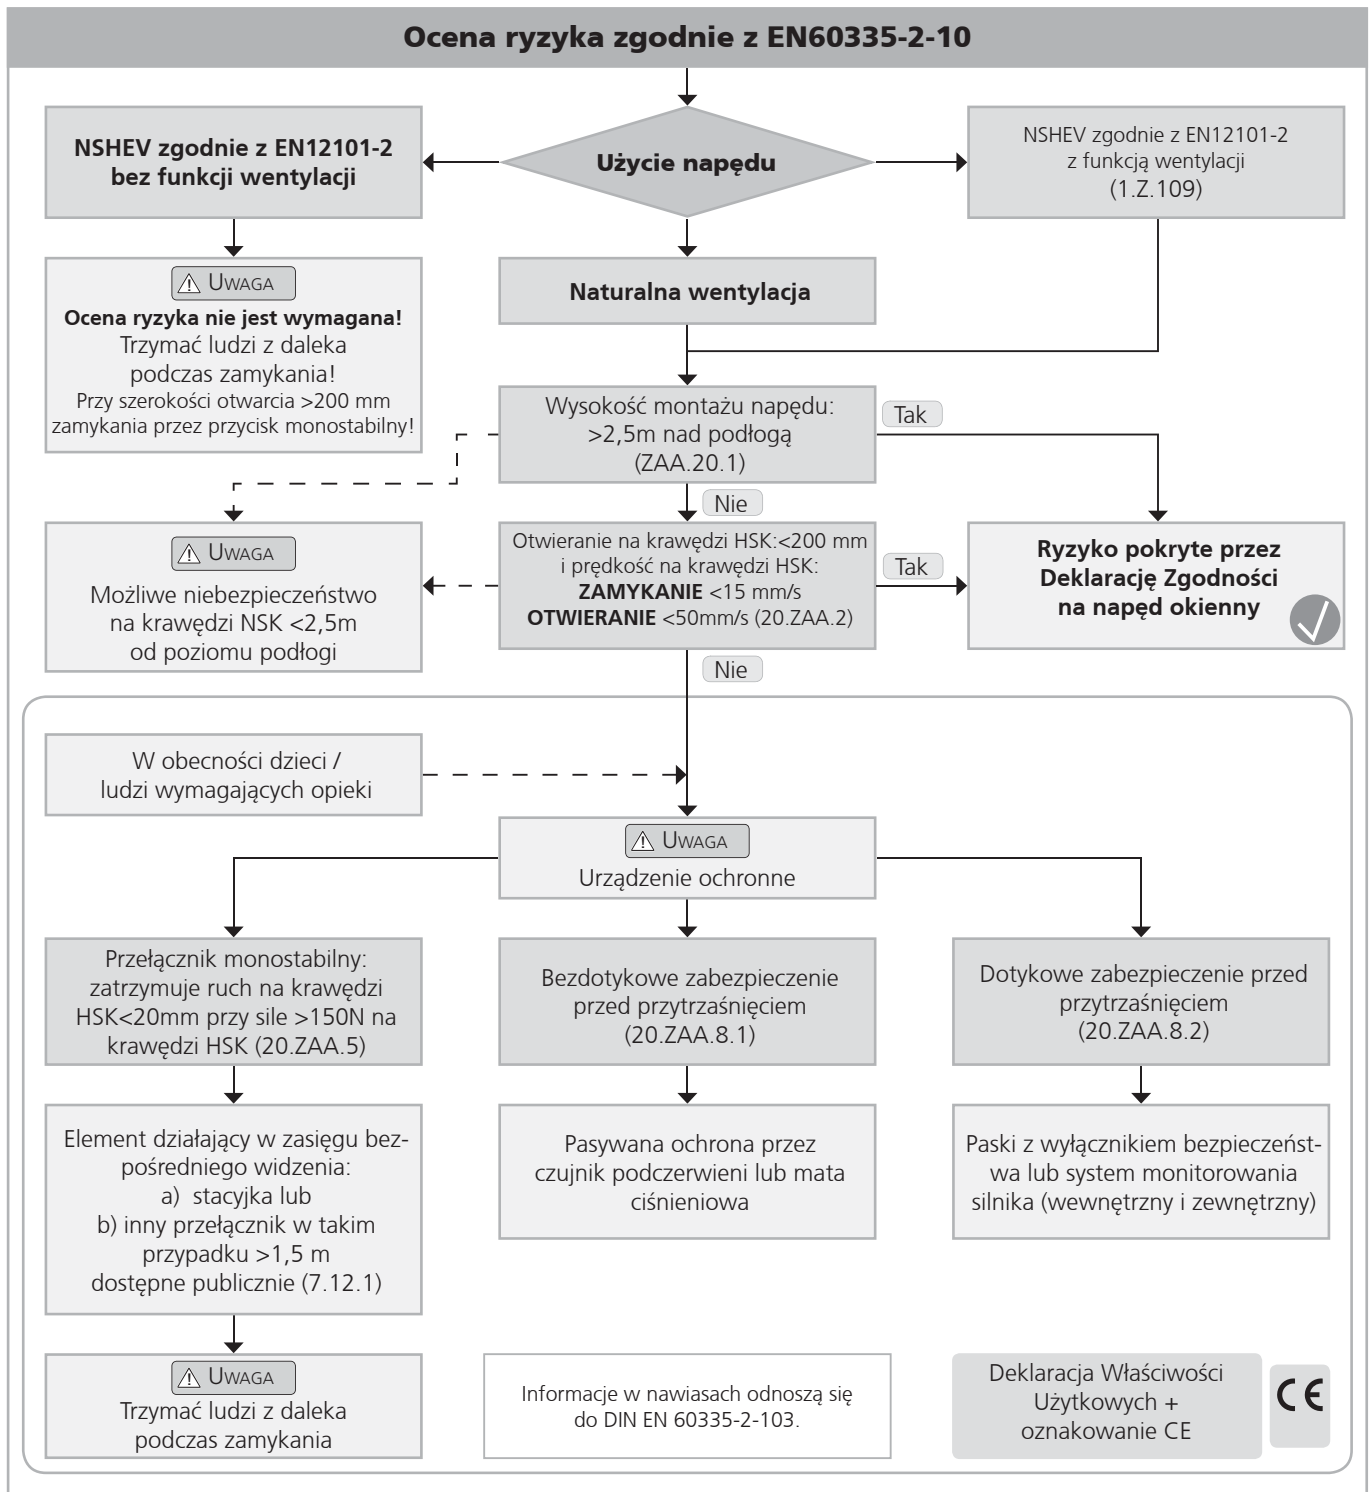 Ocena ryzyka zgodnie z EN60335-2-10
NSHEV zgodnie z EN12101-2
bez funkcji wentylacji
Użycie napędu
NSHEV zgodnie z EN12101-2
z funkcją wentylacji
(1.Z.109)
UWAGA
Ocena ryzyka nie jest wymagana!
Trzymać ludzi z daleka
podczas zamykania!
Przy szerokości otwarcia >200 mm
zamykania przez przycisk monostabilny!
Naturalna wentylacja
Wysokość montażu napędu:
>2,5m nad podłogą
(ZAA.20.1)
Tak
Nie
UWAGA
Możliwe niebezpieczeństwo
na krawędzi NSK <2,5m
od poziomu podłogi
Otwieranie na krawędzi HSK:<200 mm
i prędkość na krawędzi HSK:
ZAMYKANIE <15 mm/s
OTWIERANIE <50mm/s (20.ZAA.2)
Tak
Nie
Ryzyko pokryte przez
Deklarację Zgodności
na napęd okienny
W obecności dzieci /
ludzi wymagających opieki
UWAGA
Urządzenie ochronne
Przełącznik monostabilny:
zatrzymuje ruch na krawędzi
HSK<20mm przy sile >150N na
krawędzi HSK (20.ZAA.5)
Bezdotykowe zabezpieczenie
przed przytrzaśnięciem
(20.ZAA.8.1)
Dotykowe zabezpieczenie przed
przytrzaśnięciem
(20.ZAA.8.2)
Element działający w zasięgu bez-
pośredniego widzenia:
a) stacyjka lub
b) inny przełącznik w takim
przypadku >1,5 m
dostępne publicznie (7.12.1)
Pasywana ochrona przez
czujnik podczerwieni lub mata
ciśnieniowa
Paski z wyłącznikiem bezpieczeńst-
wa lub system monitorowania
silnika (wewnętrzny i zewnętrzny)
UWAGA
Trzymać ludzi z daleka
podczas zamykania
Informacje w nawiasach odnoszą się
do DIN EN 60335-2-103.
Deklaracja Właściwości
Użytkowych +
oznakowanie CE
CE